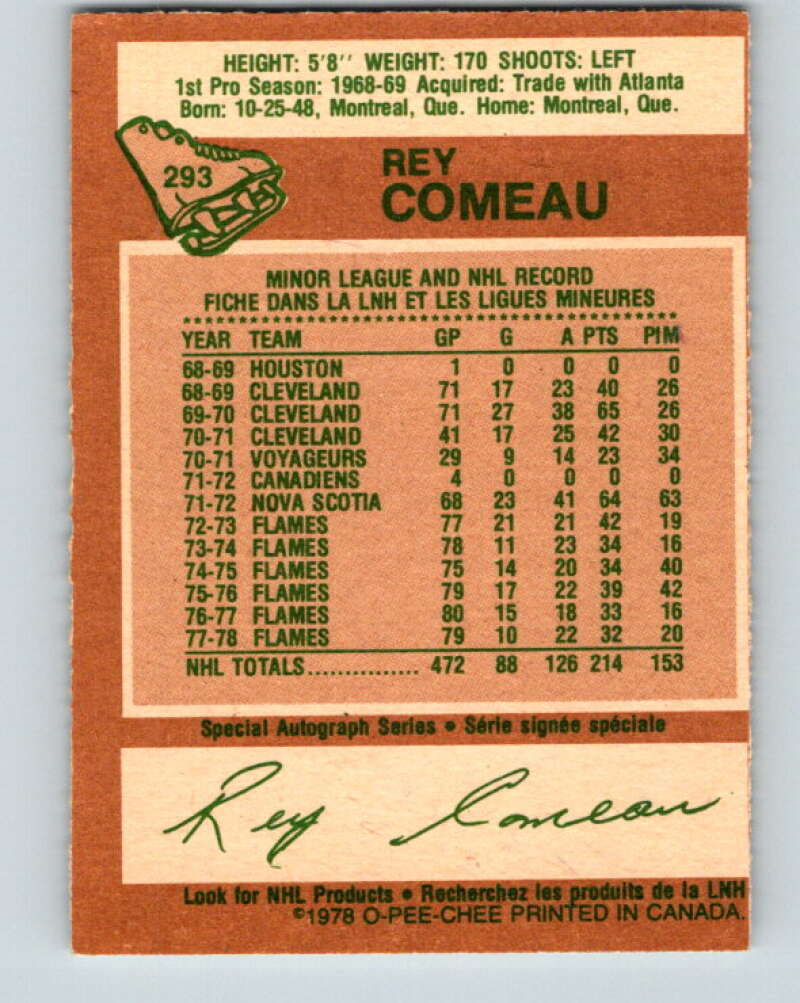 HEIGHT: 5'8'' WEIGHT: 170 SHOOTS: LEFT
1st Pro Season: 1968-69 Acquired: Trade with Atlanta
Born: 10-25-48, Montreal, Que. Home: Montreal, Que.
293
REY
COMEAU
MINOR LEAGUE AND NHL RECORD
FICHE DANS LA LNH ET LES LIGUES MINEURES
YEAR TEAM GP G A PTS PIM
68-69 HOUSTON 1 0 0 0 0
68-69 CLEVELAND 71 17 23 40 26
69-70 CLEVELAND 71 27 38 65 26
70-71 CLEVELAND 41 17 25 42 30
70-71 VOYAGEURS 29 9 14 23 34
71-72 CANADIENS 4 0 0 0 0
71-72 NOVA SCOTIA 68 23 41 64 63
72-73 FLAMES 77 21 21 42 19
73-74 FLAMES 78 11 23 34 16
74-75 FLAMES 75 14 20 34 40
75-76 FLAMES 79 17 22 39 42
76-77 FLAMES 80 15 18 33 16
77-78 FLAMES 79 10 22 32 20
NHL TOTALS............... 472 88 126 214 153
Special Autograph Series • Série signée spéciale
Rey Comeau
Look for NHL Products • Recherchez les produits de la LNH
©1978 O-PEE-CHEE PRINTED IN CANADA.